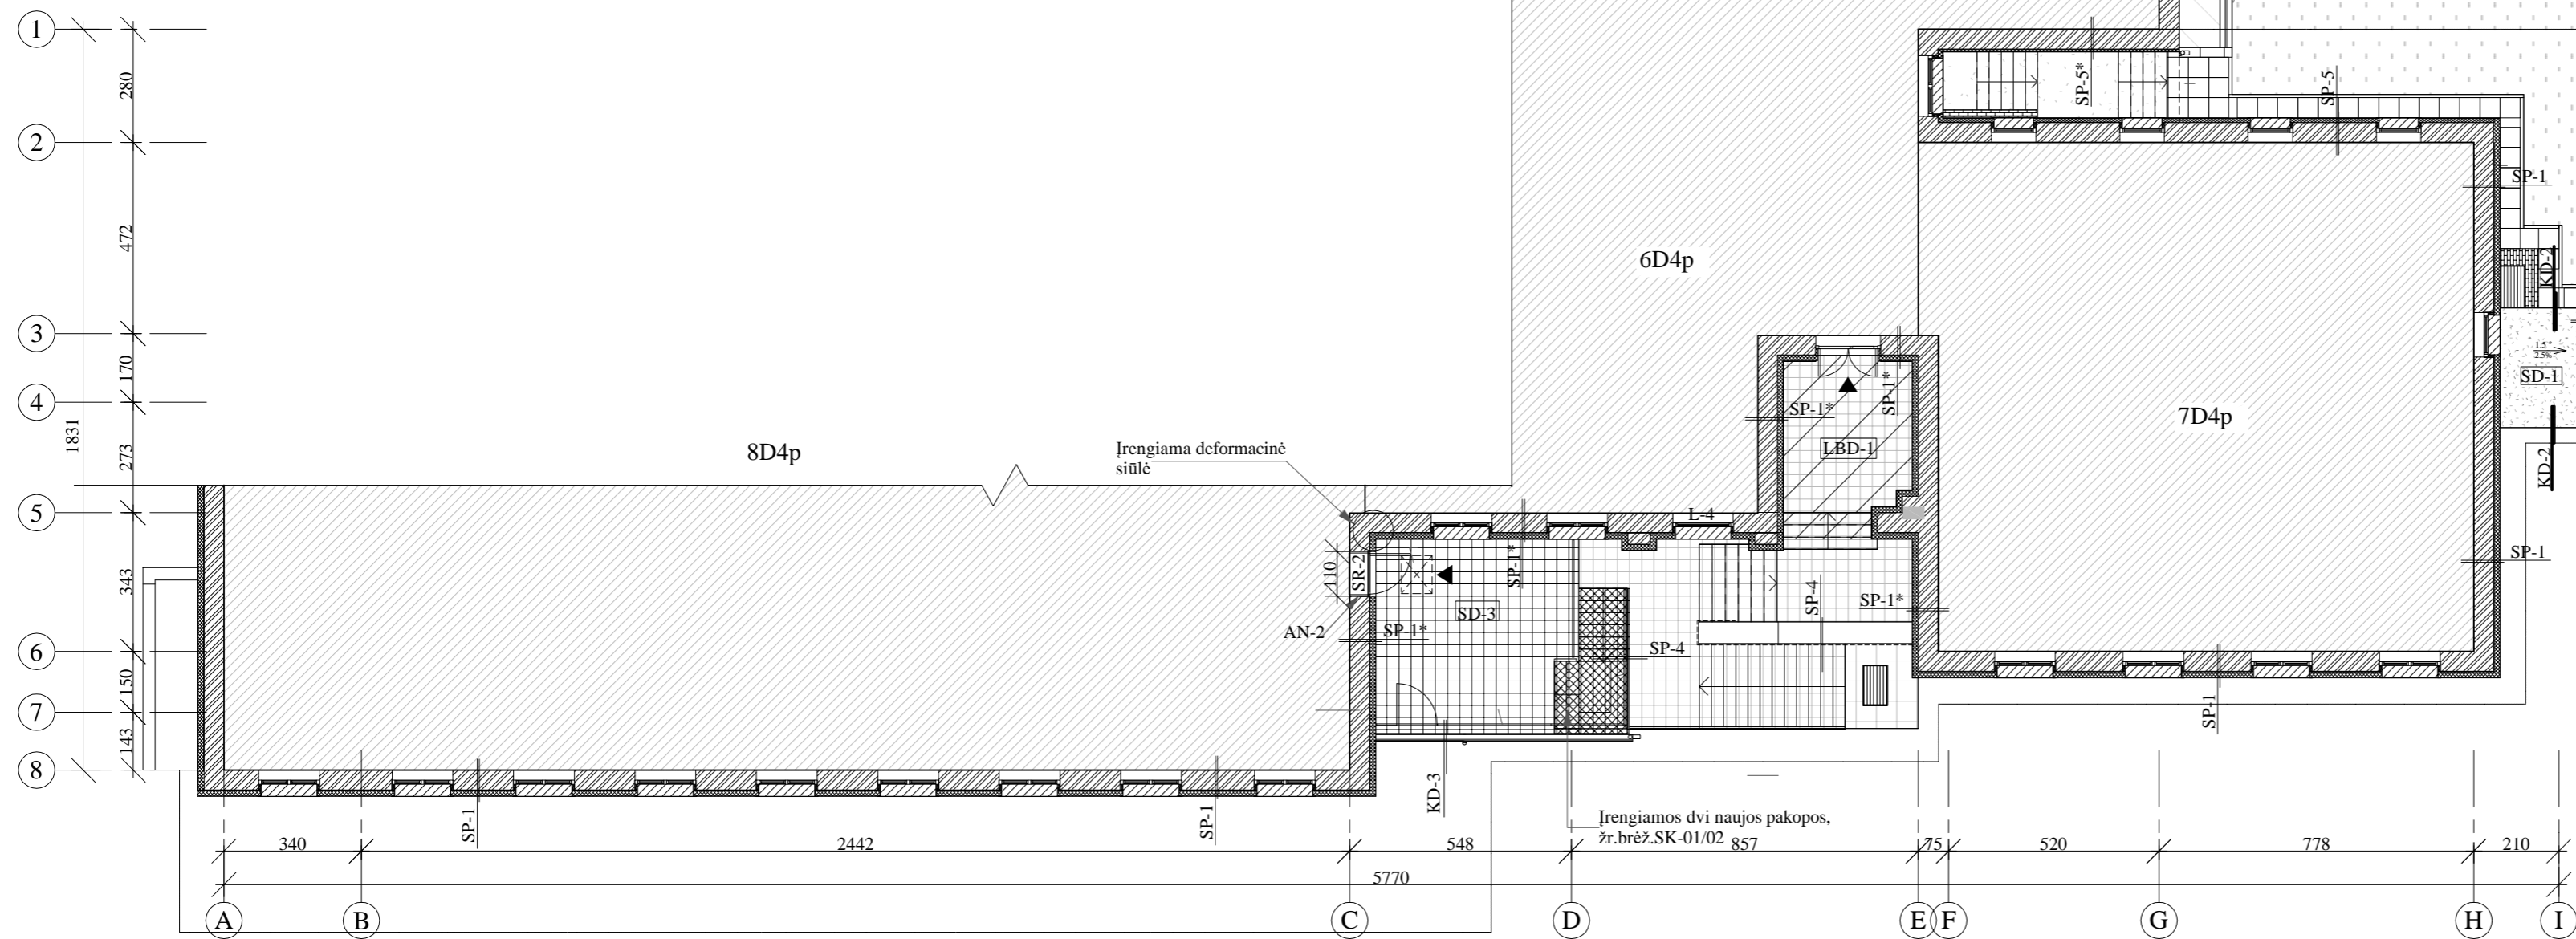 1
2
3
4
5
6
7
8
280
472
170
273
343
150
143
1831
8D4p
6D4p
7D4p
Įrengiama deformacinė
siūlė
SP-5*
SP-5
SP-1
KD-2
1.5°
2.5%
SD-1
KD-2
SP-1*
SP-1*
LBD-1
L-4
110
SR-2
SP-1*
SD-3
AN-2
SP-1*
SP-4
SP-4
SP-1*
SP-1
SP-1
SP-1
SP-1
KD-3
Įrengiamos dvi naujos pakopos,
žr.brėž.SK-01/02
340
2442
548
857
75
520
778
210
5770
A
B
C
D
E
F
G
H
I